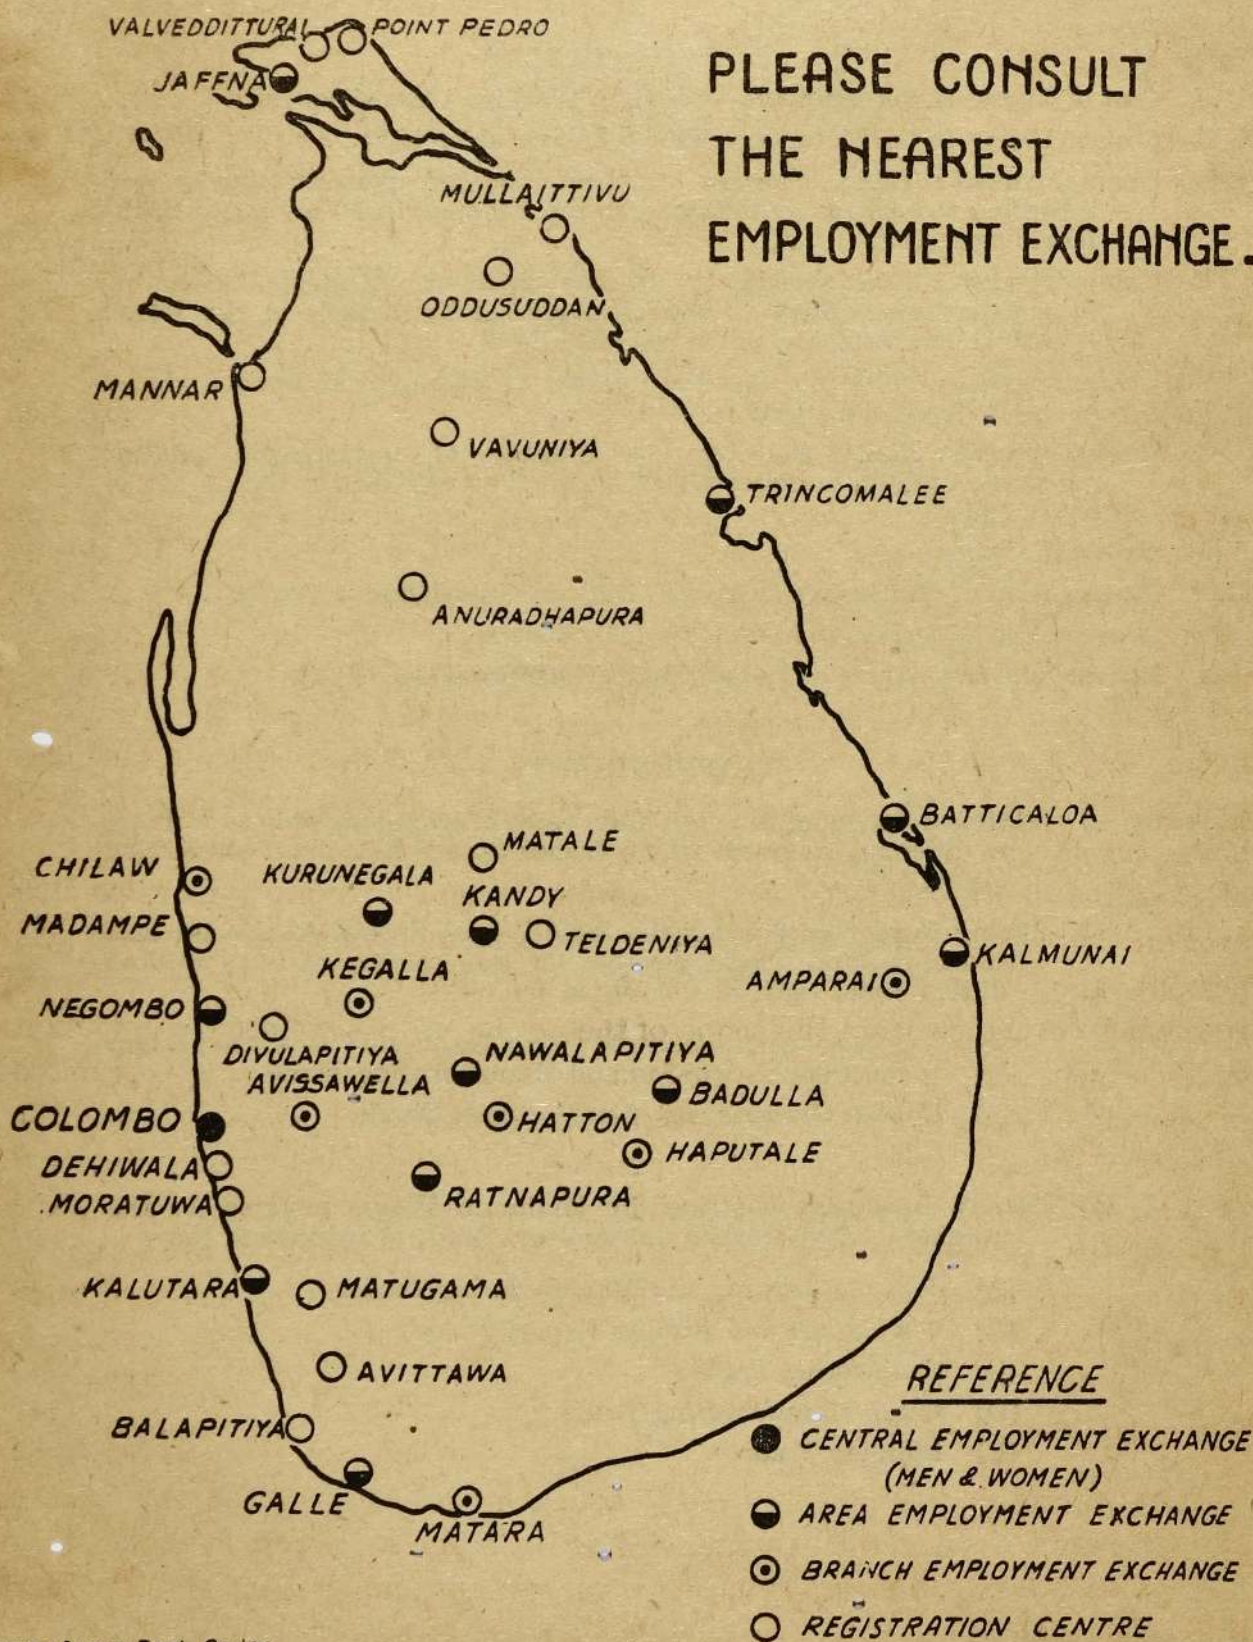 VALVEDDITTURAI
POINT PEDRO
PLEASE CONSULT
THE NEAREST
EMPLOYMENT EXCHANGE.
JAFFNA
MULLAITTIVU
ODDUSUDDAN
MANNAR
VAVUNIYA
TRINCOMALEE
ANURADHAPURA
BATTICALOA
MATALE
CHILAW
KURUNEGALA
KANDY
MADAMPE
TELDENIYA
KALMUNAI
KEGALLA
AMPARAI
NEGOMBO
DIVULAPITIYA
NAWALAPITIYA
AVISSAWELLA
BADULLA
COLOMBO
HATTON
HAPUTALE
DEHIWALA
RATNAPURA
MORATUWA
KALUTARA
MATUGAMA
AVITTAWA
BALAPITIYA
GALLE
MATARA
REFERENCE
CENTRAL EMPLOYMENT EXCHANGE
(MEN & WOMEN)
AREA EMPLOYMENT EXCHANGE
BRANCH EMPLOYMENT EXCHANGE
REGISTRATION CENTRE